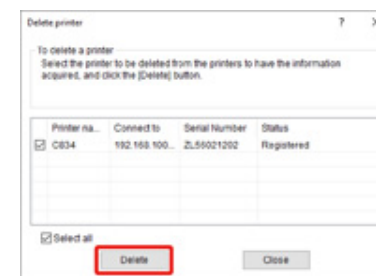 Delete printer ? X
To delete a printer
Select the printer to be deleted from the printers to have the information
acquired, and click the [Delete] button.
Printer na... Connect to Serial Number Status
C834 192.168.100... ZL56021202 Registered
Select all
Delete Close